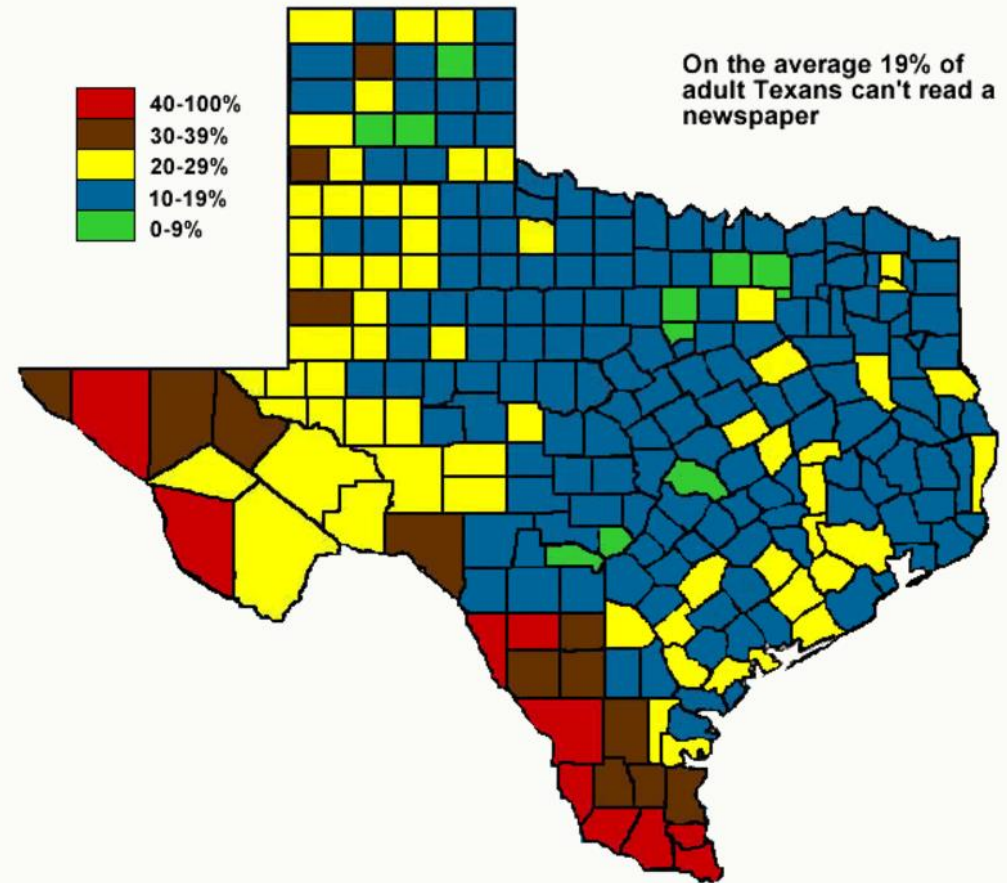 On the average 19% of
adult Texans can't read a
newspaper
40-100%
30-39%
20-29%
10-19%
0-9%